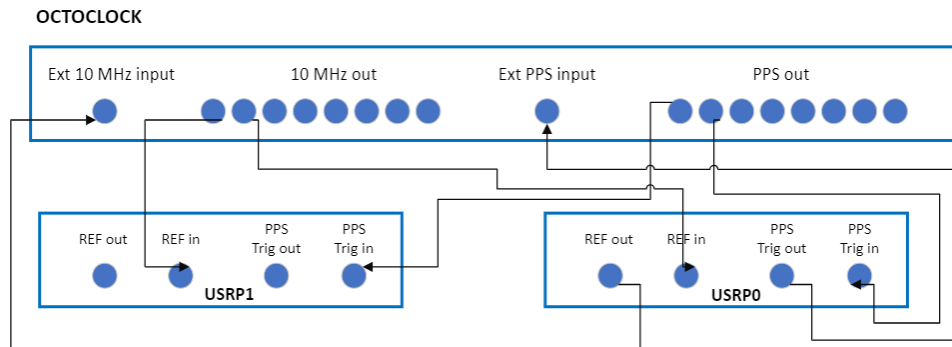 OCTOCLOCK
Ext 10 MHz input
10 MHz out
Ext PPS input
PPS out
REF out
REF in
PPS
Trig out
PPS
Trig in
USRP1
REF out
REF in
PPS
Trig out
PPS
Trig in
USRP0